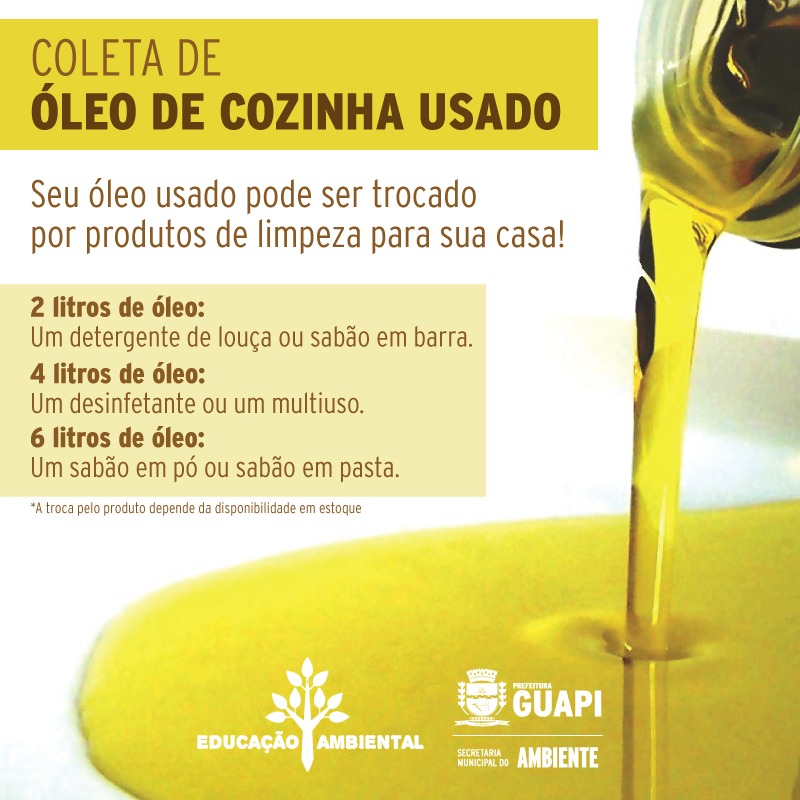 COLETA DE
ÓLEO DE COZINHA USADO
Seu óleo usado pode ser trocado
por produtos de limpeza para sua casa!
2 litros de óleo:
Um detergente de louça ou sabão em barra.
4 litros de óleo:
Um desinfetante ou um multiuso.
6 litros de óleo:
Um sabão em pó ou sabão em pasta.
*A troca pelo produto depende da disponibilidade em estoque
EDUCAÇÃO AMBIENTAL
PREFEITURA
GUAPI
SECRETARIA
MUNICIPAL DO
AMBIENTE